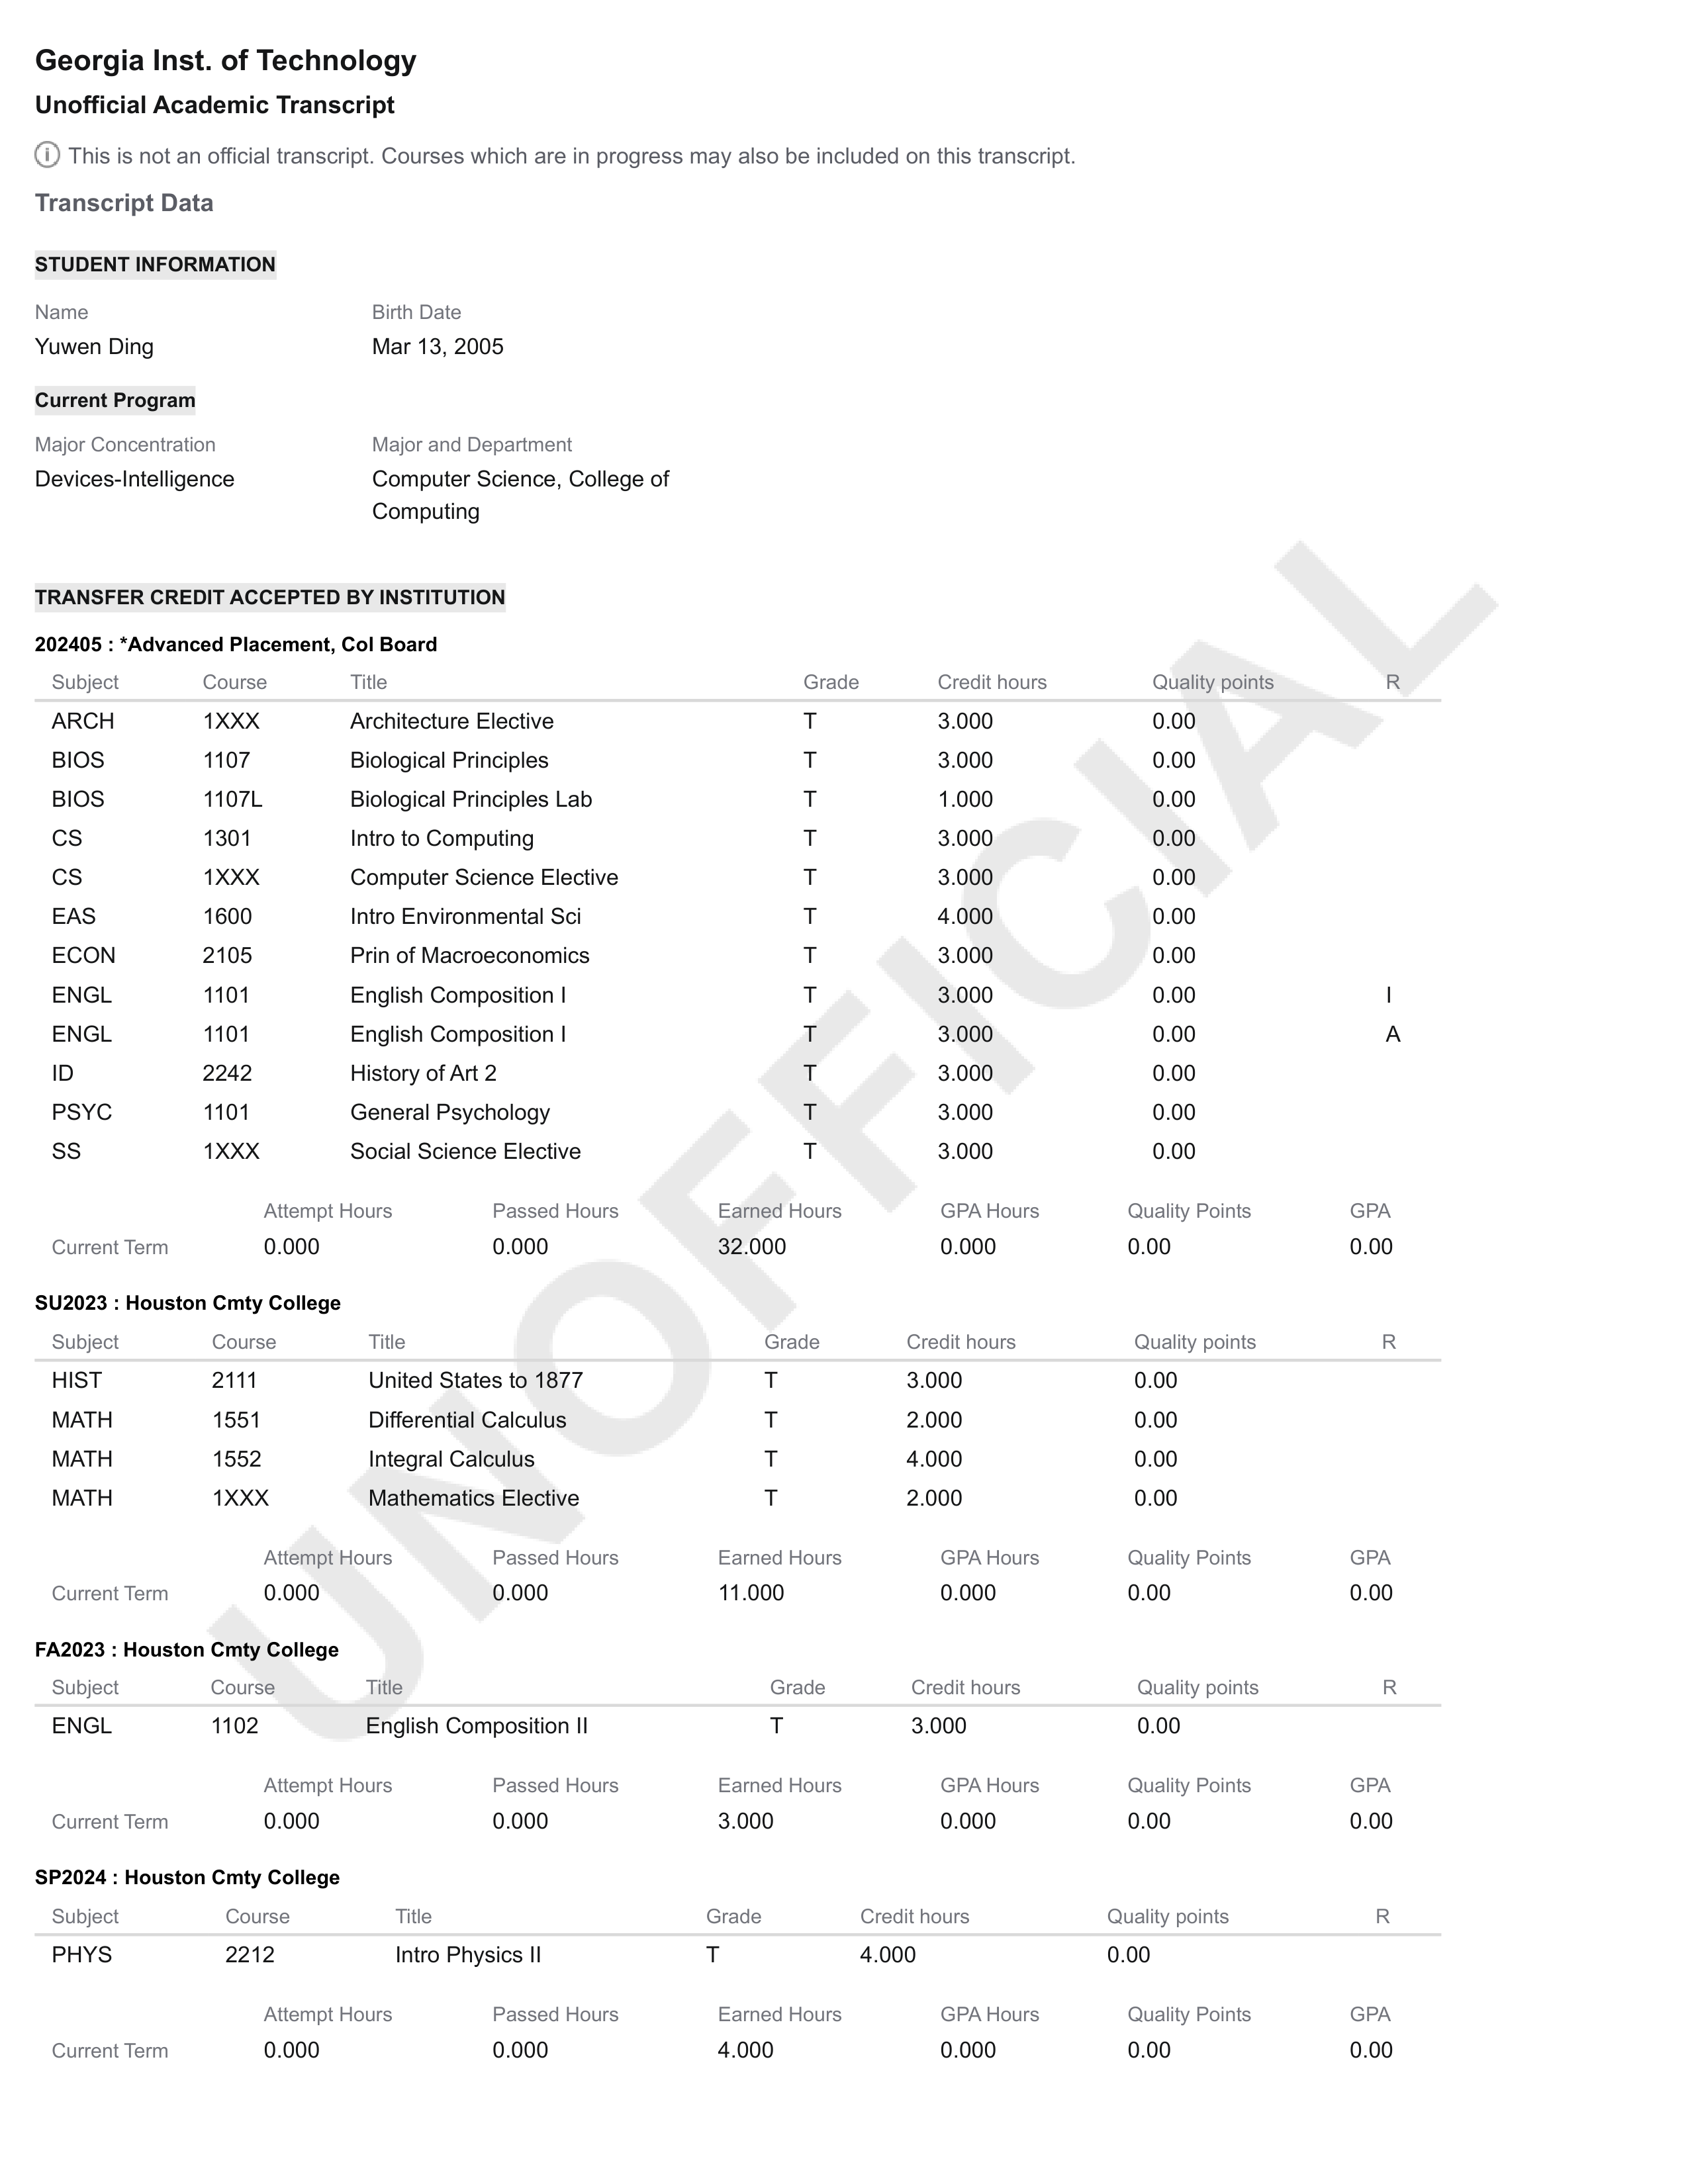 Georgia Inst. of Technology
Unofficial Academic Transcript
This is not an official transcript. Courses which are in progress may also be included on this transcript.
Transcript Data
STUDENT INFORMATION
Name Birth Date
Yuwen Ding Mar 13, 2005
Current Program
Major Concentration Major and Department
Devices-Intelligence Computer Science, College of
Computing
TRANSFER CREDIT ACCEPTED BY INSTITUTION
202405 : *Advanced Placement, Col Board
Subject Course Title Grade Credit hours Quality points R
ARCH 1XXX Architecture Elective T 3.000 0.00
BIOS 1107 Biological Principles T 3.000 0.00
BIOS 1107L Biological Principles Lab T 1.000 0.00
CS 1301 Intro to Computing T 3.000 0.00
CS 1XXX Computer Science Elective T 3.000 0.00
EAS 1600 Intro Environmental Sci T 4.000 0.00
ECON 2105 Prin of Macroeconomics T 3.000 0.00
ENGL 1101 English Composition I T 3.000 0.00 I
ENGL 1101 English Composition I T 3.000 0.00 A
ID 2242 History of Art 2 T 3.000 0.00
PSYC 1101 General Psychology T 3.000 0.00
SS 1XXX Social Science Elective T 3.000 0.00
Attempt Hours Passed Hours Earned Hours GPA Hours Quality Points GPA
Current Term 0.000 0.000 32.000 0.000 0.00 0.00
SU2023 : Houston Cmty College
Subject Course Title Grade Credit hours Quality points R
HIST 2111 United States to 1877 T 3.000 0.00
MATH 1551 Differential Calculus T 2.000 0.00
MATH 1552 Integral Calculus T 4.000 0.00
MATH 1XXX Mathematics Elective T 2.000 0.00
Attempt Hours Passed Hours Earned Hours GPA Hours Quality Points GPA
Current Term 0.000 0.000 11.000 0.000 0.00 0.00
FA2023 : Houston Cmty College
Subject Course Title Grade Credit hours Quality points R
ENGL 1102 English Composition II T 3.000 0.00
Attempt Hours Passed Hours Earned Hours GPA Hours Quality Points GPA
Current Term 0.000 0.000 3.000 0.000 0.00 0.00
SP2024 : Houston Cmty College
Subject Course Title Grade Credit hours Quality points R
PHYS 2212 Intro Physics II T 4.000 0.00
Attempt Hours Passed Hours Earned Hours GPA Hours Quality Points GPA
Current Term 0.000 0.000 4.000 0.000 0.00 0.00
UNOFFICIAL